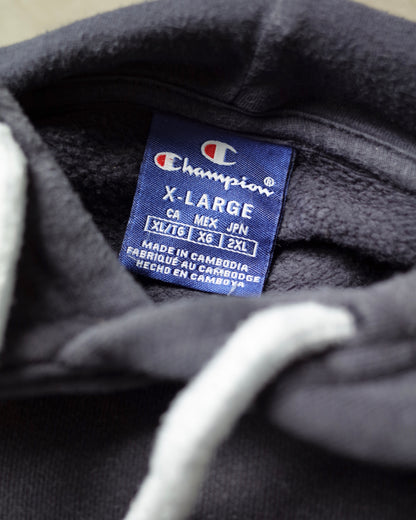 Champion®
X-LARGE
CA MEX JPN
XL/TG XG 2XL
MADE IN CAMBODIA
FABRIQUÉ AU CAMBODGE
HECHO EN CAMBOYA